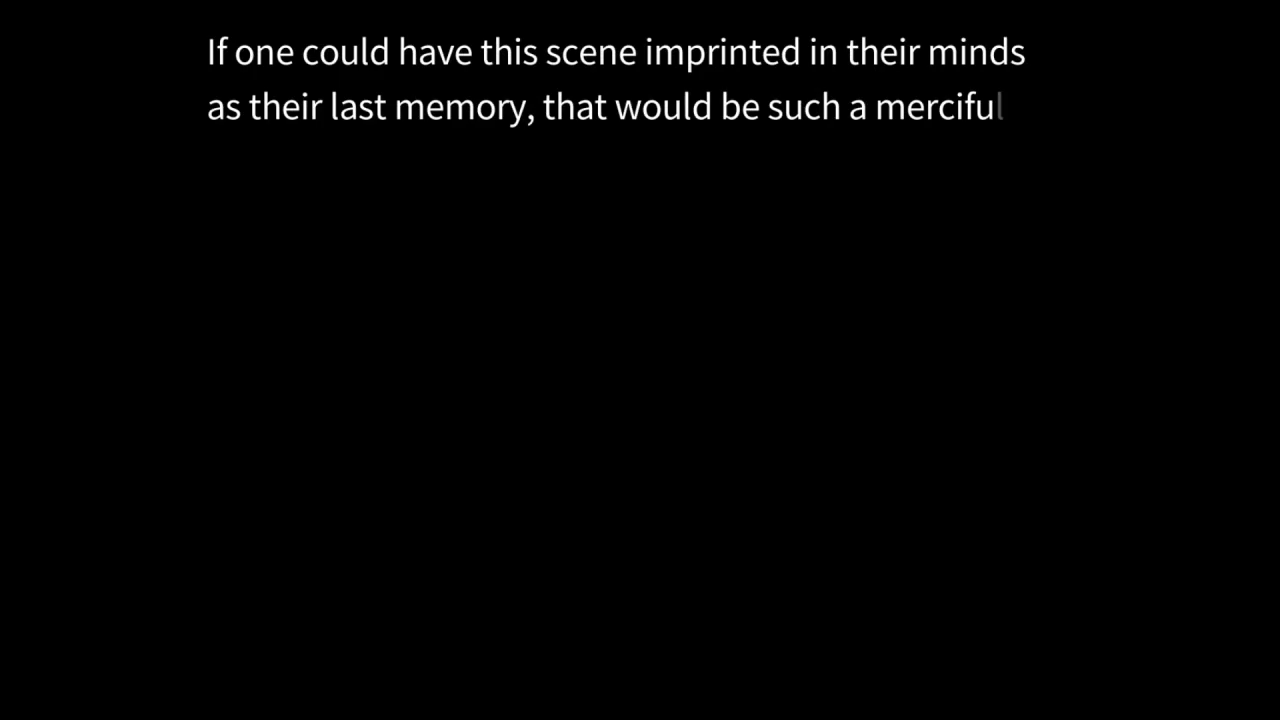 If one could have this scene imprinted in their minds
as their last memory, that would be such a merciful